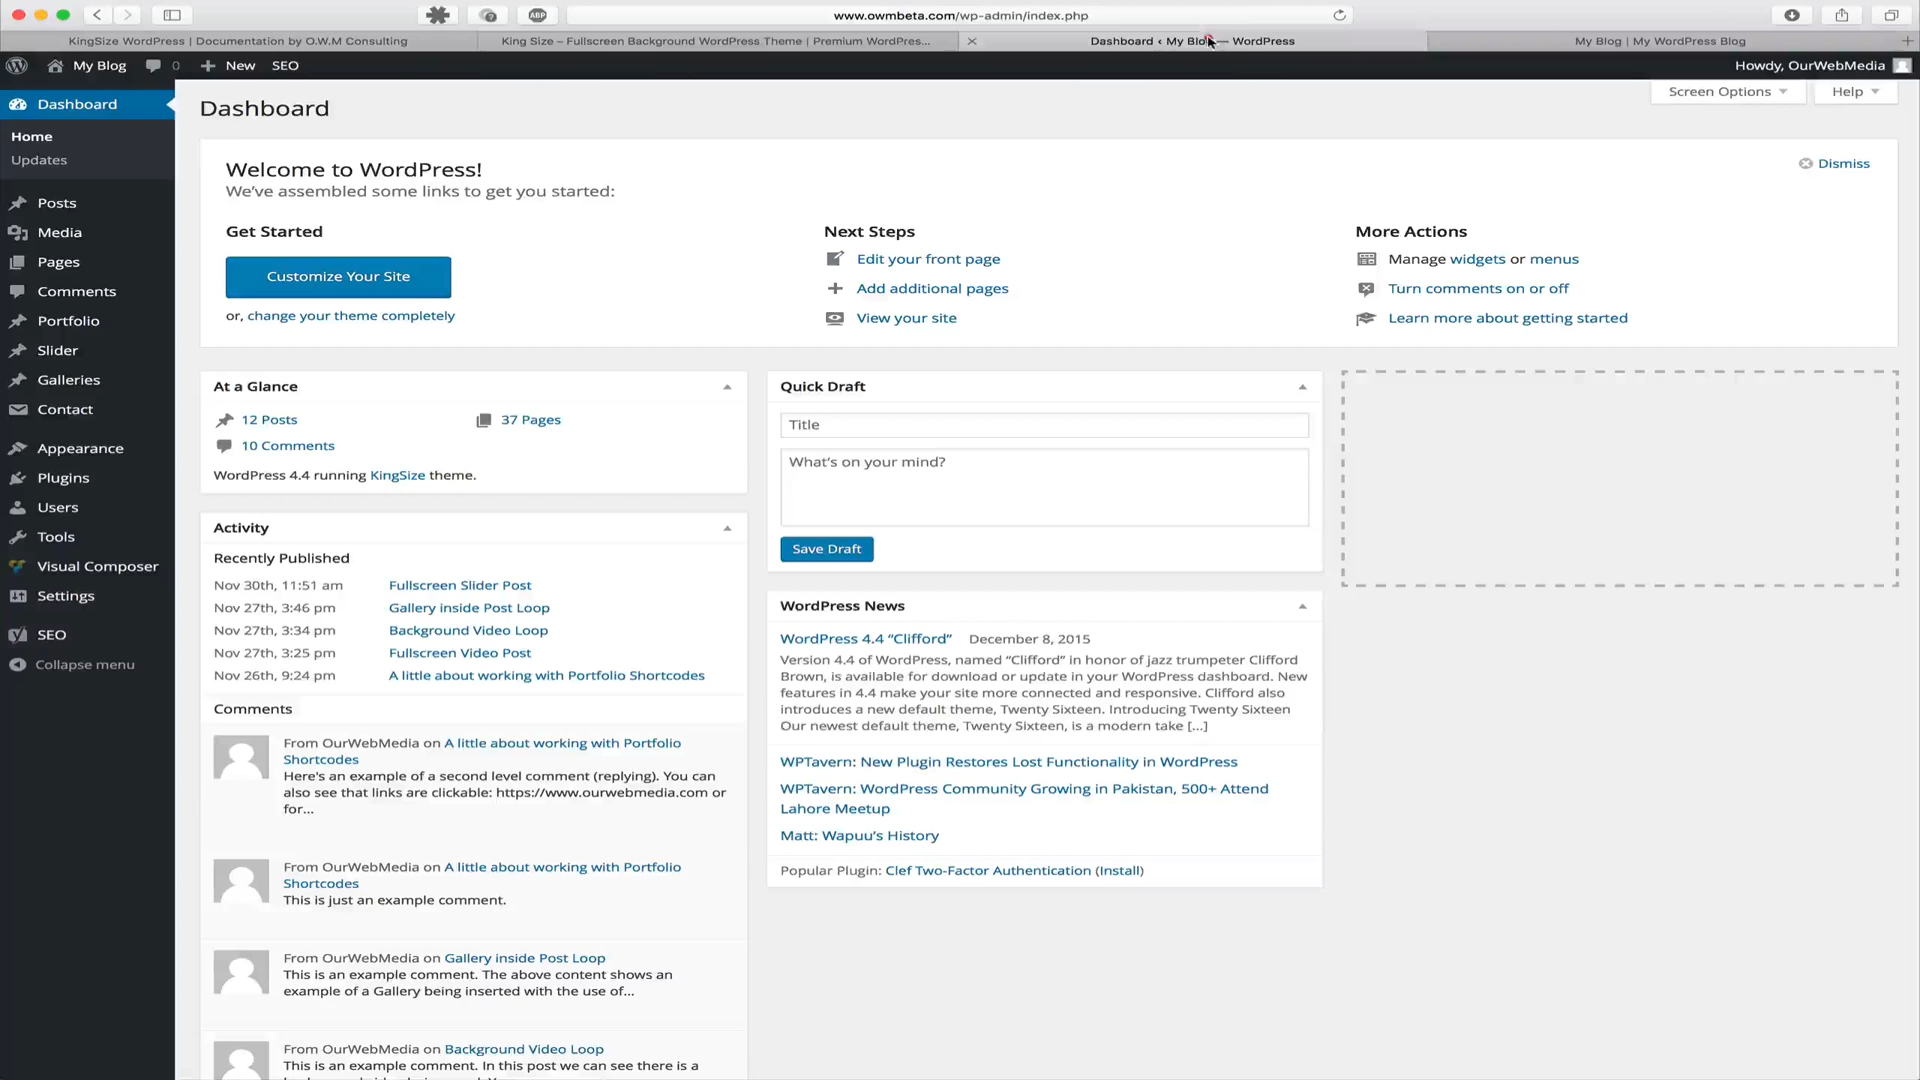 ABP
www.owmbeta.com/wp-admin/index.php
KingSize WordPress | Documentation by O.W.M Consulting
King Size – Fullscreen Background WordPress Theme | Premium WordPres...
Dashboard ‹ My Blog — WordPress
My Blog | My WordPress Blog
My Blog
0
New
SEO
Howdy, OurWebMedia
Dashboard
Home
Updates
Posts
Media
Pages
Comments
Portfolio
Slider
Galleries
Contact
Appearance
Plugins
Users
Tools
Visual Composer
Settings
SEO
Collapse menu
Dashboard
Screen Options
Help
Welcome to WordPress!
We've assembled some links to get you started:
Dismiss
Get Started
Customize Your Site
or, change your theme completely
Next Steps
Edit your front page
Add additional pages
View your site
More Actions
Manage widgets or menus
Turn comments on or off
Learn more about getting started
At a Glance
12 Posts
37 Pages
10 Comments
WordPress 4.4 running KingSize theme.
Activity
Recently Published
Nov 30th, 11:51 am Fullscreen Slider Post
Nov 27th, 3:46 pm Gallery inside Post Loop
Nov 27th, 3:34 pm Background Video Loop
Nov 27th, 3:25 pm Fullscreen Video Post
Nov 26th, 9:24 pm A little about working with Portfolio Shortcodes
Comments
From OurWebMedia on A little about working with Portfolio
Shortcodes
Here's an example of a second level comment (replying). You can
also see that links are clickable: https://www.ourwebmedia.com or
for...
From OurWebMedia on A little about working with Portfolio
Shortcodes
This is just an example comment.
From OurWebMedia on Gallery inside Post Loop
This is an example comment. The above content shows an
example of a Gallery being inserted with the use of...
From OurWebMedia on Background Video Loop
This is an example comment. In this post we can see there is a
Quick Draft
Title
What's on your mind?
Save Draft
WordPress News
WordPress 4.4 “Clifford” December 8, 2015
Version 4.4 of WordPress, named “Clifford” in honor of jazz trumpeter Clifford
Brown, is available for download or update in your WordPress dashboard. New
features in 4.4 make your site more connected and responsive. Clifford also
introduces a new default theme, Twenty Sixteen. Introducing Twenty Sixteen
Our newest default theme, Twenty Sixteen, is a modern take [...]
WPTavern: New Plugin Restores Lost Functionality in WordPress
WPTavern: WordPress Community Growing in Pakistan, 500+ Attend
Lahore Meetup
Matt: Wapuu's History
Popular Plugin: Clef Two-Factor Authentication (Install)